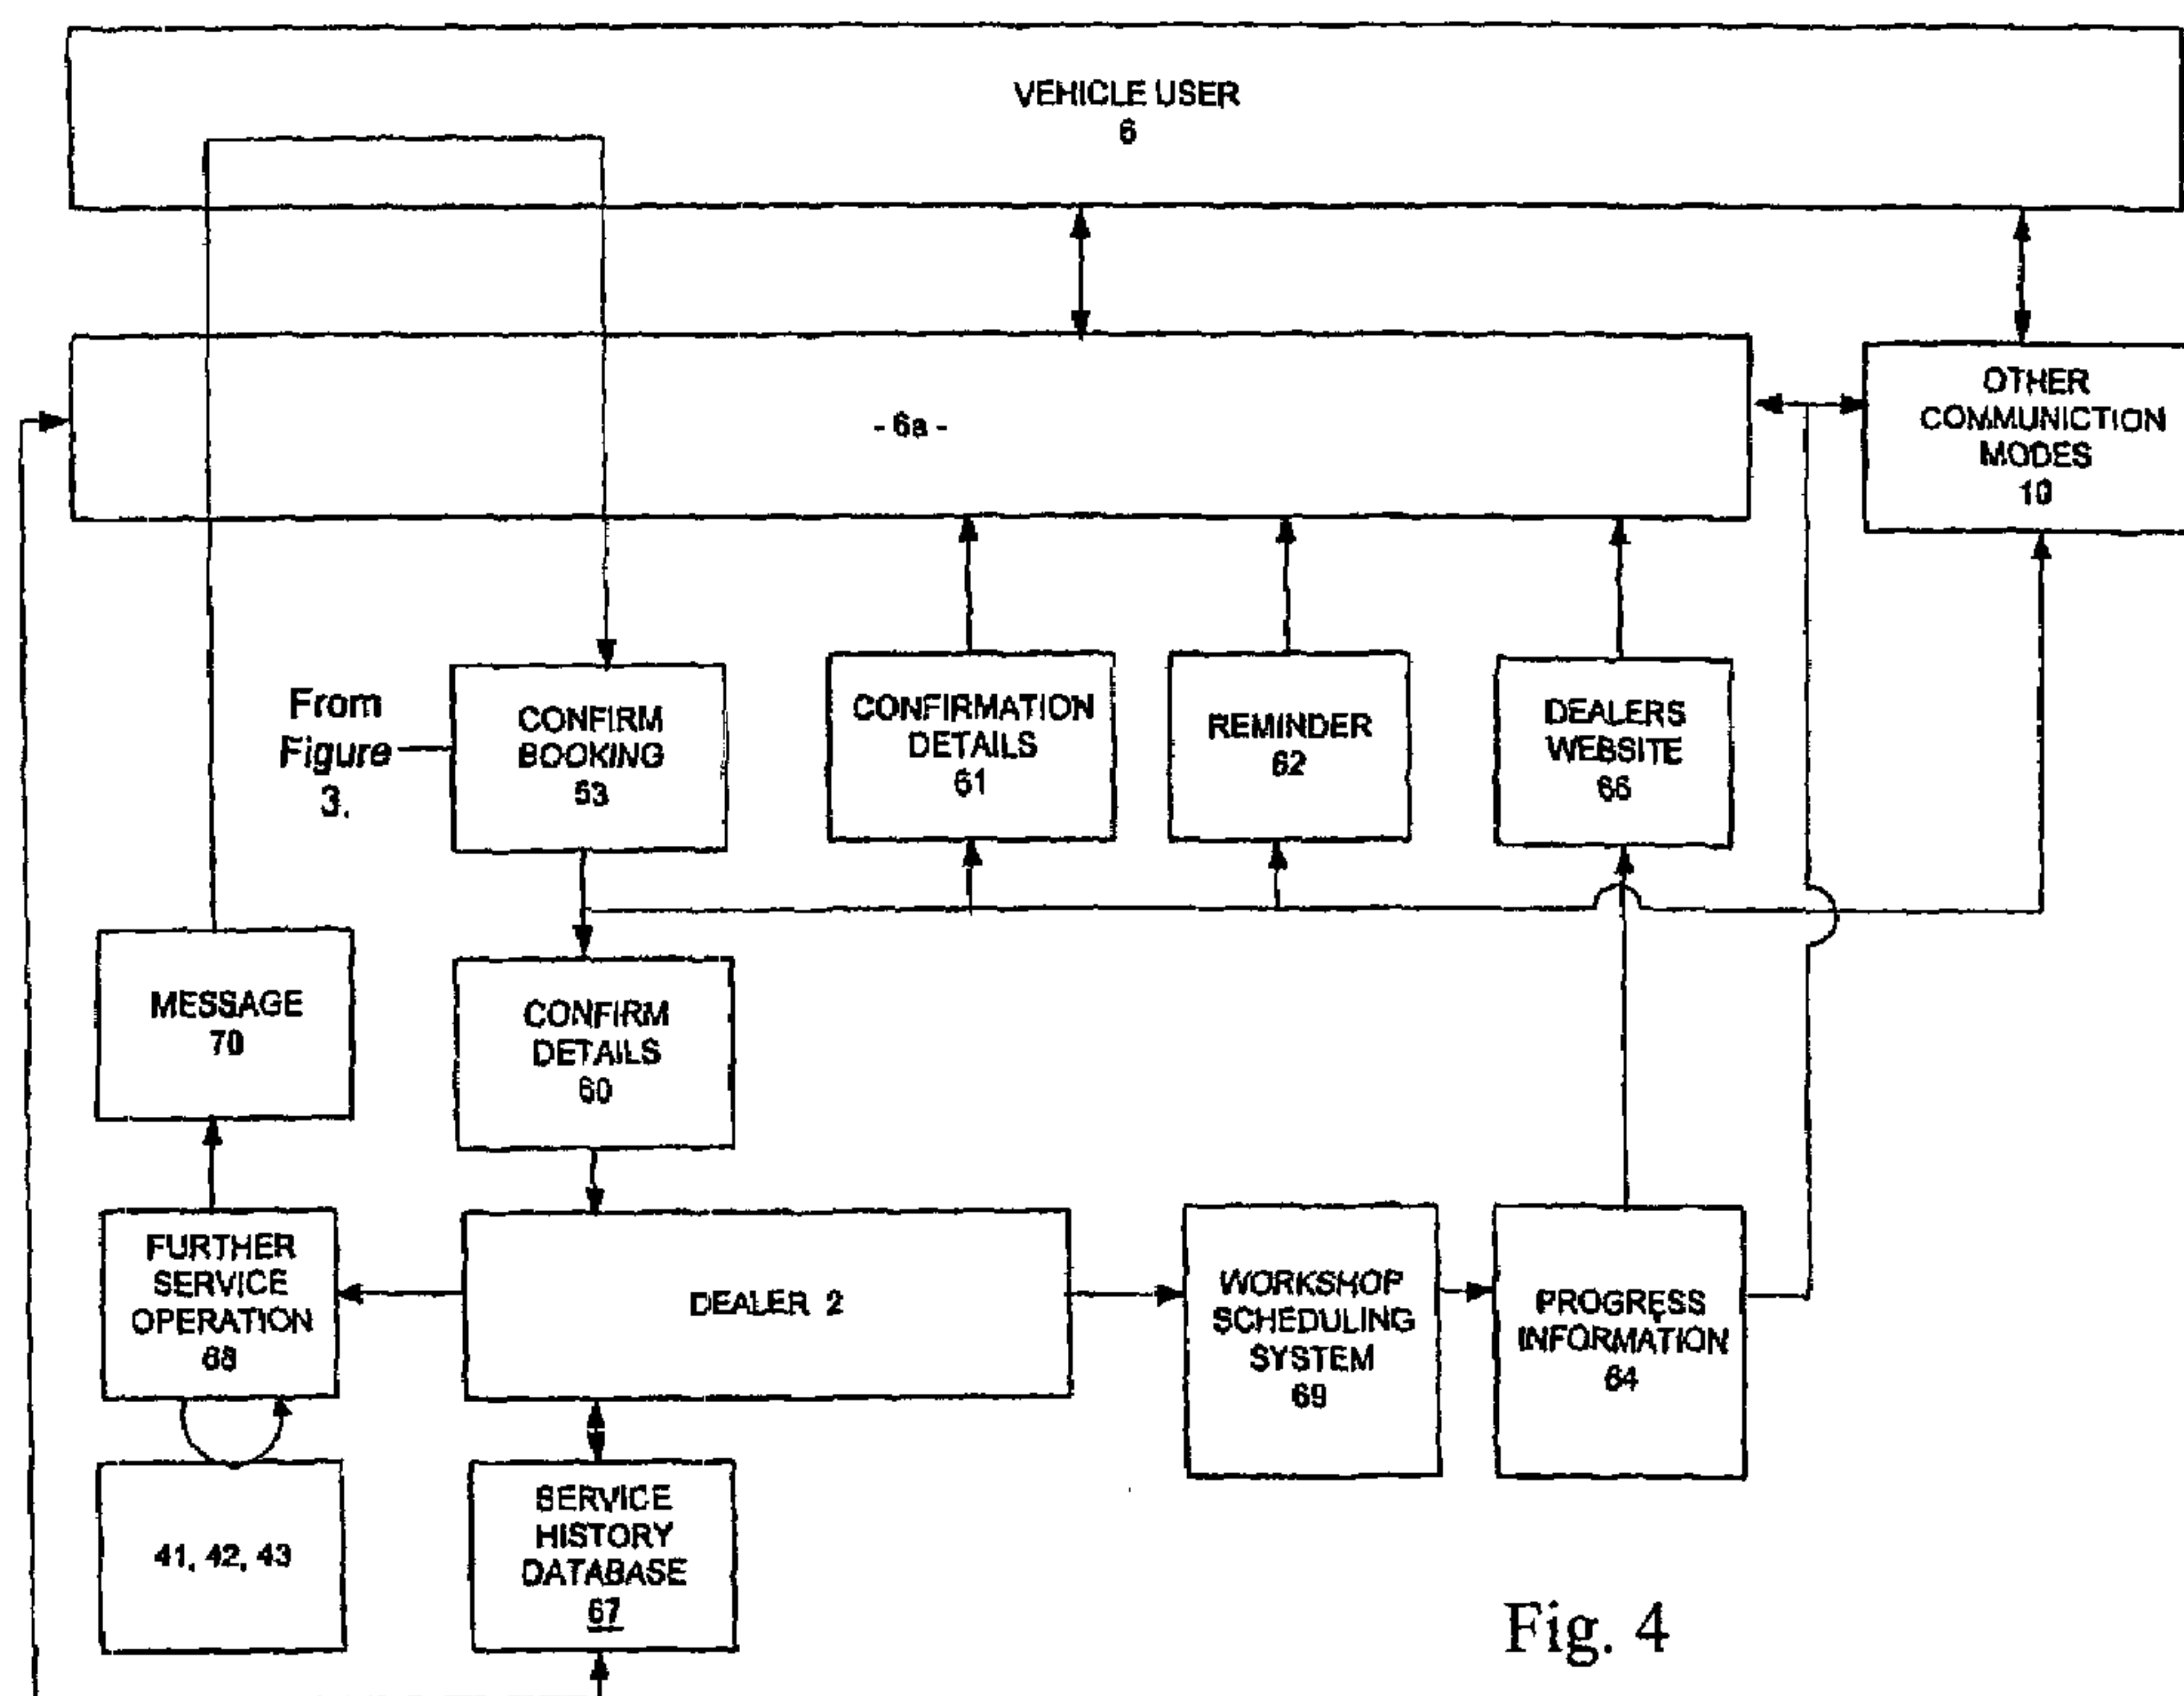 VEHICLE USER
6
- 6a -
OTHER
COMMUNICTION
MODES
10
From
Figure
3.
CONFIRM
BOOKING
53
CONFIRMATION
DETAILS
61
REMINDER
62
DEALERS
WEBSITE
66
MESSAGE
70
CONFIRM
DETAILS
60
FURTHER
SERVICE
OPERATION
68
DEALER 2
WORKSHOP
SCHEDULING
SYSTEM
69
PROGRESS
INFORMATION
64
41, 42, 43
SERVICE
HISTORY
DATABASE
67
Fig. 4